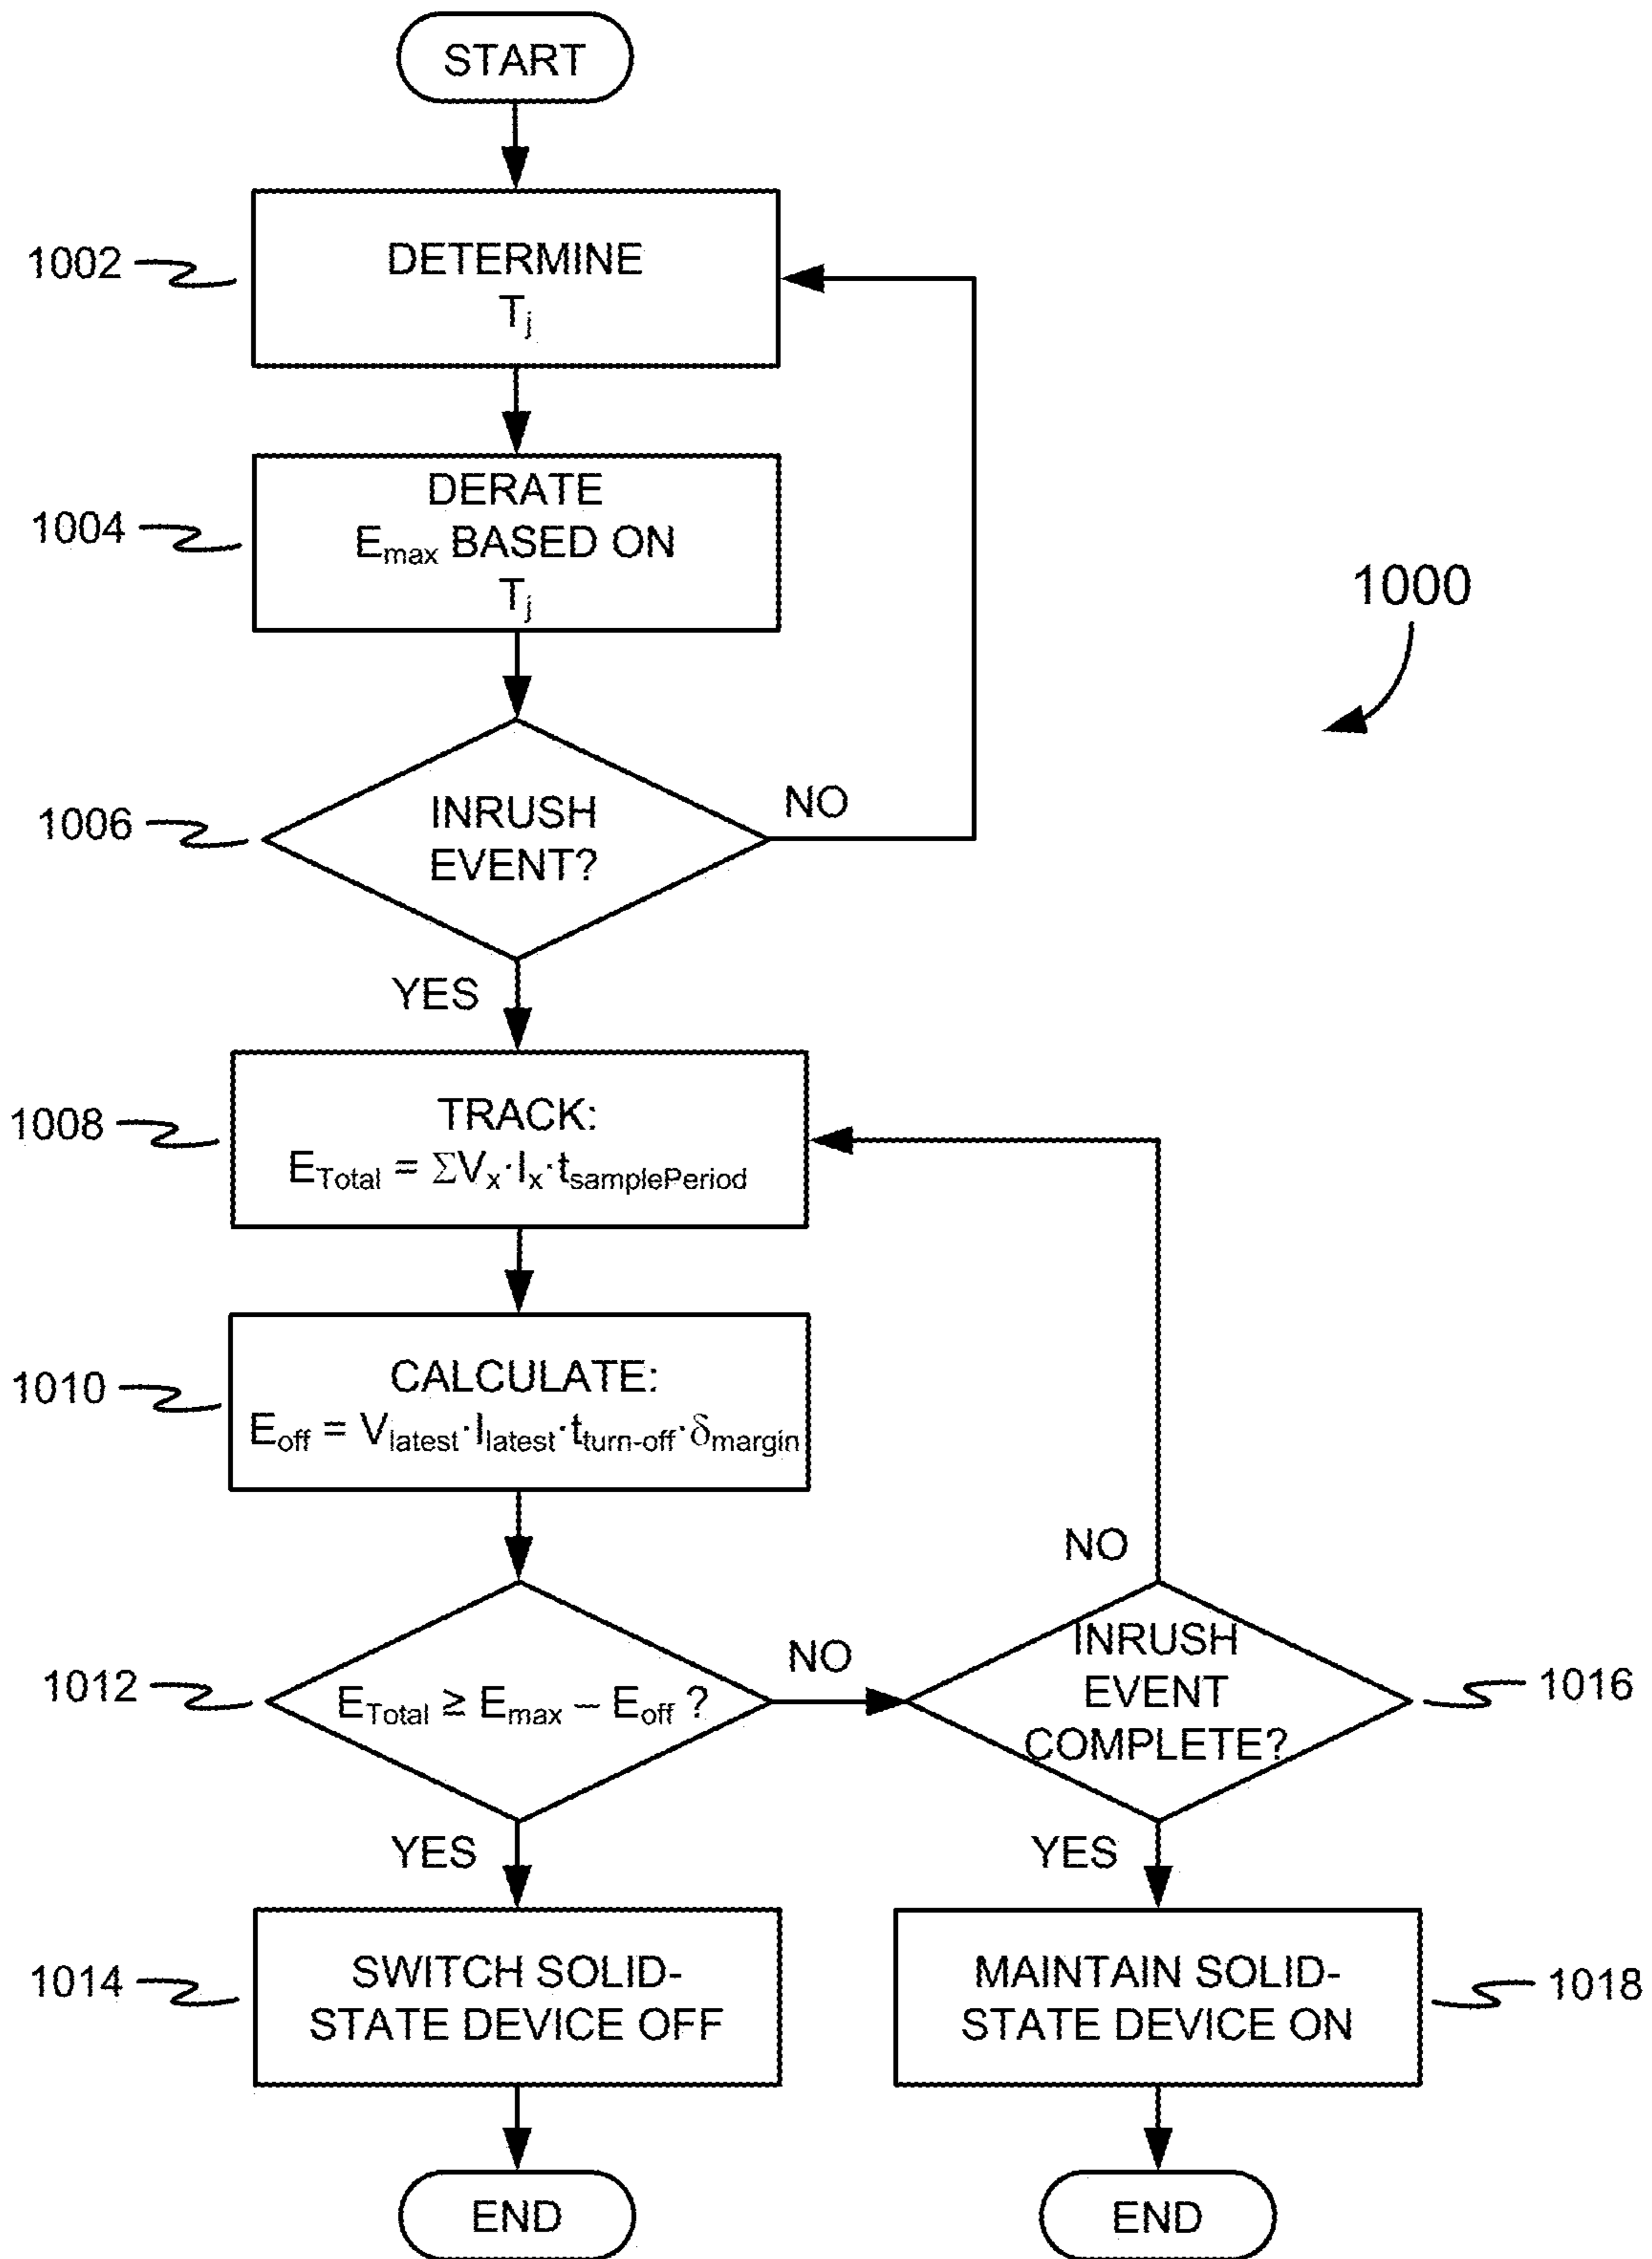 START
1002
DETERMINE
Tj
1004
DERATE
Emax BASED ON
Tj
1000
1006
INRUSH
EVENT?
NO
YES
1008
TRACK:
ETotal = ΣVx·Ix·tsamplePeriod
1010
CALCULATE:
Eoff = Vlatest·Ilatest·tturn-off·δmargin
NO
1012
ETotal ≥ Emax – Eoff ?
NO
INRUSH
EVENT
COMPLETE?
1016
YES
YES
1014
SWITCH SOLID-
STATE DEVICE OFF
MAINTAIN SOLID-
STATE DEVICE ON
1018
END
END